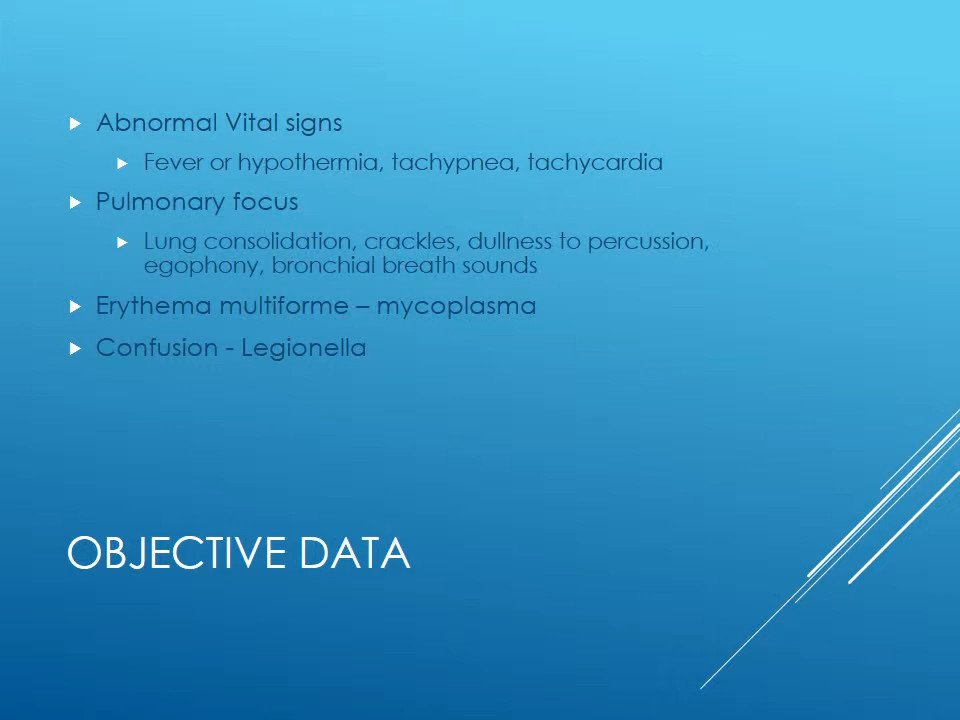 Abnormal Vital signs
Fever or hypothermia, tachypnea, tachycardia
Pulmonary focus
Lung consolidation, crackles, dullness to percussion,
egophony, bronchial breath sounds
Erythema multiforme – mycoplasma
Confusion - Legionella
OBJECTIVE DATA